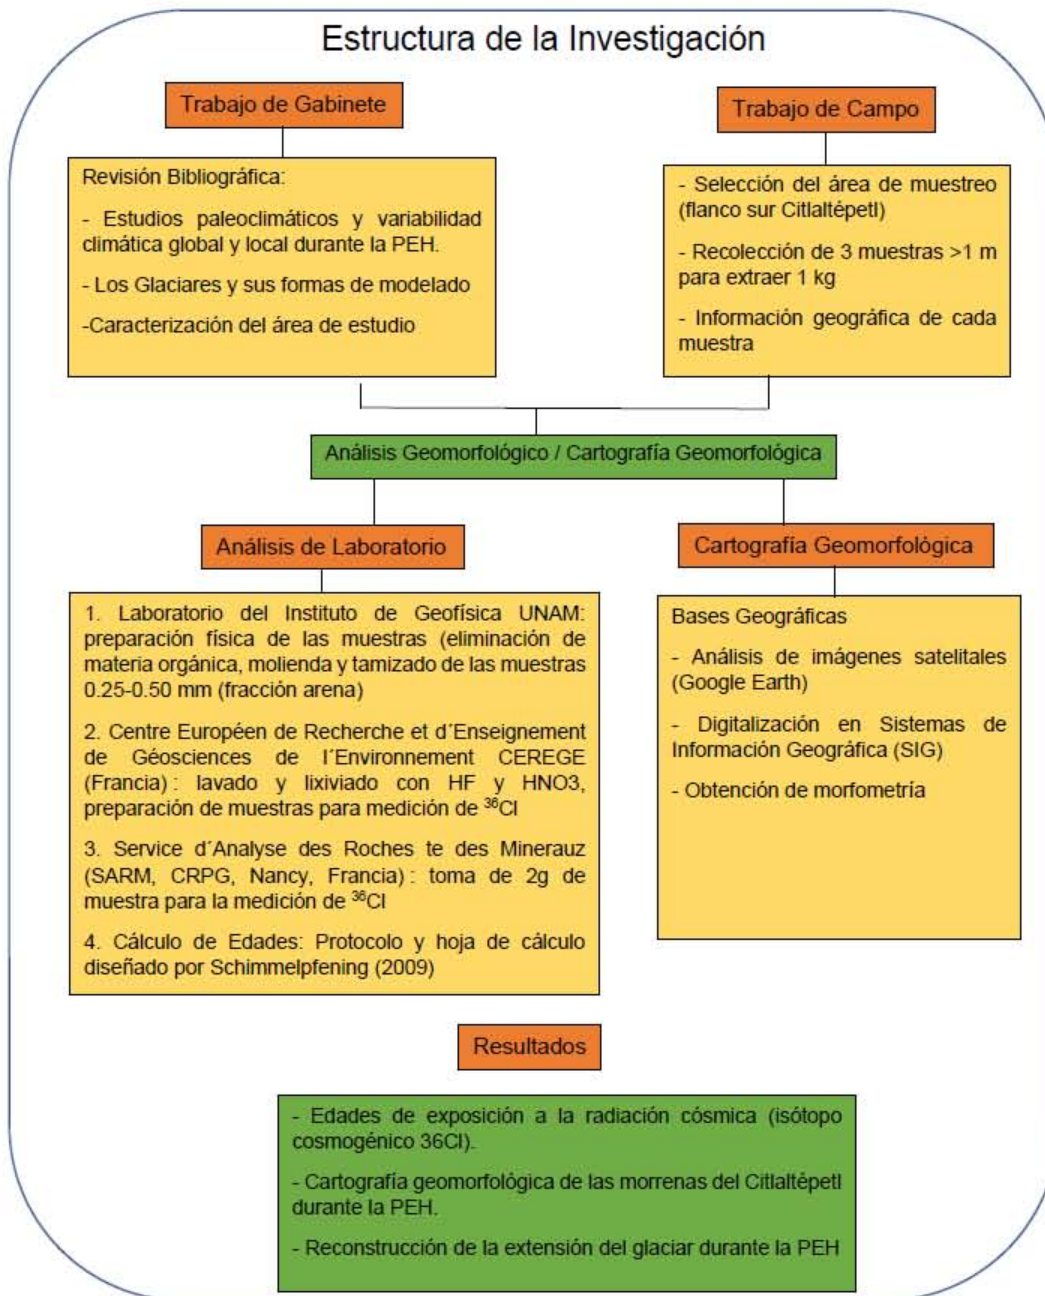 Estructura de la Investigación
Trabajo de Gabinete
Revisión Bibliográfica:
- Estudios paleoclimáticos y variabilidad
climática global y local durante la PEH.
- Los Glaciares y sus formas de modelado
-Caracterización del área de estudio
Trabajo de Campo
- Selección del área de muestreo
(flanco sur Citlaltépetl)
- Recolección de 3 muestras >1 m
para extraer 1 kg
- Información geográfica de cada
muestra
Análisis Geomorfológico / Cartografía Geomorfológica
Análisis de Laboratorio
1. Laboratorio del Instituto de Geofísica UNAM:
preparación física de las muestras (eliminación de
materia orgánica, molienda y tamizado de las muestras
0.25-0.50 mm (fracción arena)
2. Centre Européen de Recherche et d´Enseignement
de Géosciences de l´Environnement CEREGE
(Francia) : lavado y lixiviado con HF y HNO3,
preparación de muestras para medición de ³⁶Cl
3. Service d´Analyse des Roches te des Minerauz
(SARM, CRPG, Nancy, Francia) : toma de 2g de
muestra para la medición de ³⁶Cl
4. Cálculo de Edades: Protocolo y hoja de cálculo
diseñado por Schimmelpfening (2009)
Cartografía Geomorfológica
Bases Geográficas
- Análisis de imágenes satelitales
(Google Earth)
- Digitalización en Sistemas de
Información Geográfica (SIG)
- Obtención de morfometría
Resultados
- Edades de exposición a la radiación cósmica (isótopo
cosmogénico 36Cl).
- Cartografía geomorfológica de las morrenas del Citlaltépetl
durante la PEH.
- Reconstrucción de la extensión del glaciar durante la PEH